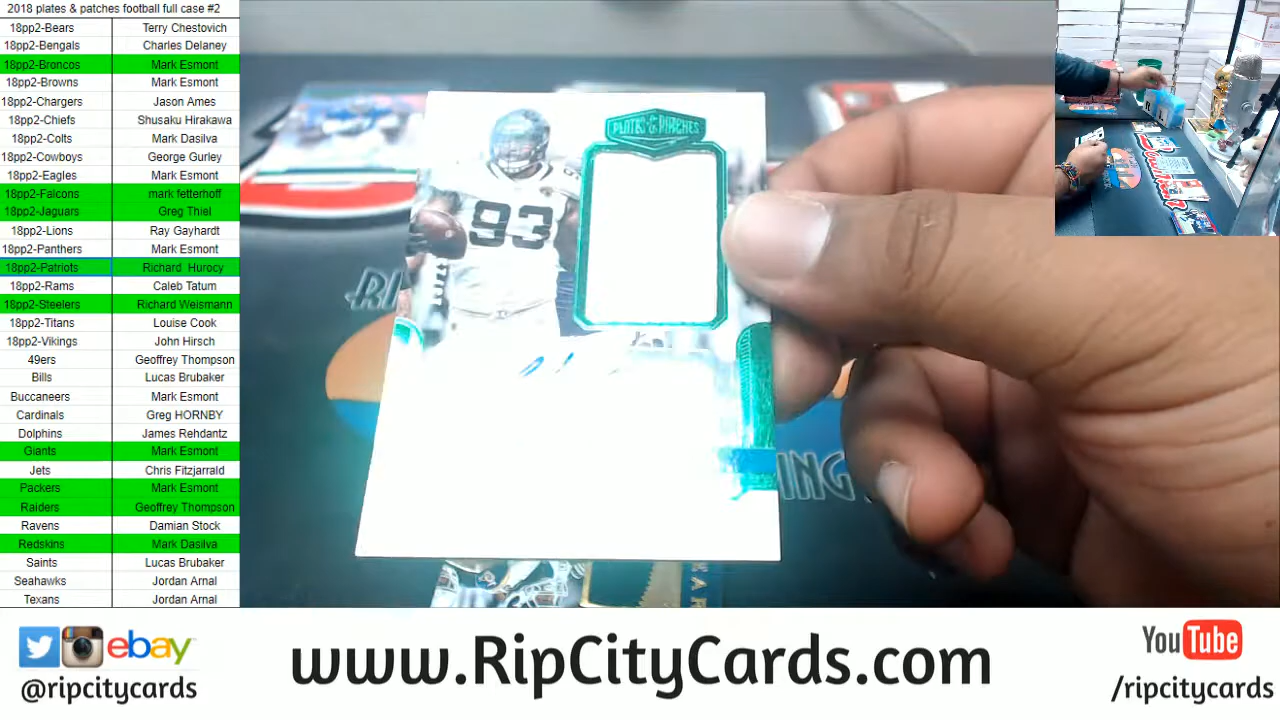 2018 plates & patches football full case #2
18pp2-Bears Terry Chestovich
18pp2-Bengals Charles Delaney
18pp2-Broncos Mark Esmont
18pp2-Browns Mark Esmont
18pp2-Chargers Jason Ames
18pp2-Chiefs Shusaku Hirakawa
18pp2-Colts Mark Dasilva
18pp2-Cowboys George Gurley
18pp2-Eagles Mark Esmont
18pp2-Falcons mark fetterhoff
18pp2-Jaguars Greg Thiel
18pp2-Lions Ray Gayhardt
18pp2-Panthers Mark Esmont
18pp2-Patriots Richard Hurocy
18pp2-Rams Caleb Tatum
18pp2-Steelers Richard Weismann
18pp2-Titans Louise Cook
18pp2-Vikings John Hirsch
49ers Geoffrey Thompson
Bills Lucas Brubaker
Buccaneers Mark Esmont
Cardinals Greg HORNBY
Dolphins James Rehdantz
Giants Mark Esmont
Jets Chris Fitzjarrald
Packers Mark Esmont
Raiders Geoffrey Thompson
Ravens Damian Stock
Redskins Mark Dasilva
Saints Lucas Brubaker
Seahawks Jordan Arnal
Texans Jordan Arnal
PLATES & PATCHES
93
ebay
@ripcitycards
www.RipCityCards.com
YouTube
/ripcitycards